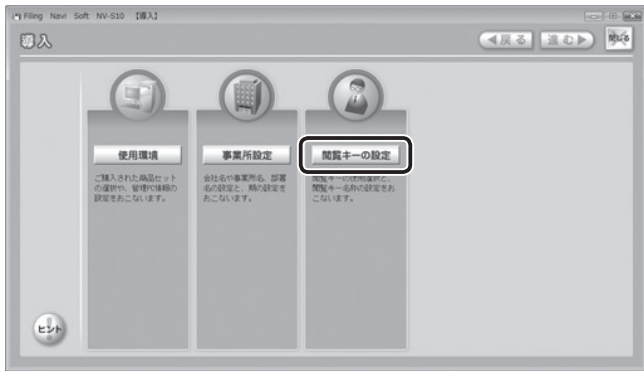 Filing Navi Soft NV-S10 【導入】
導入
◀戻る 進む▶ 閉じる
使用環境 事業所設定 閲覧キーの設定
ご購入された商品セット
の選択や、管理PC情報の
設定をおこないます。
会社名や事業所名、部署
名の設定と、期の設定を
おこないます。
閲覧キーの使用選択と、
閲覧キー名称の設定をお
こないます。
ヒント